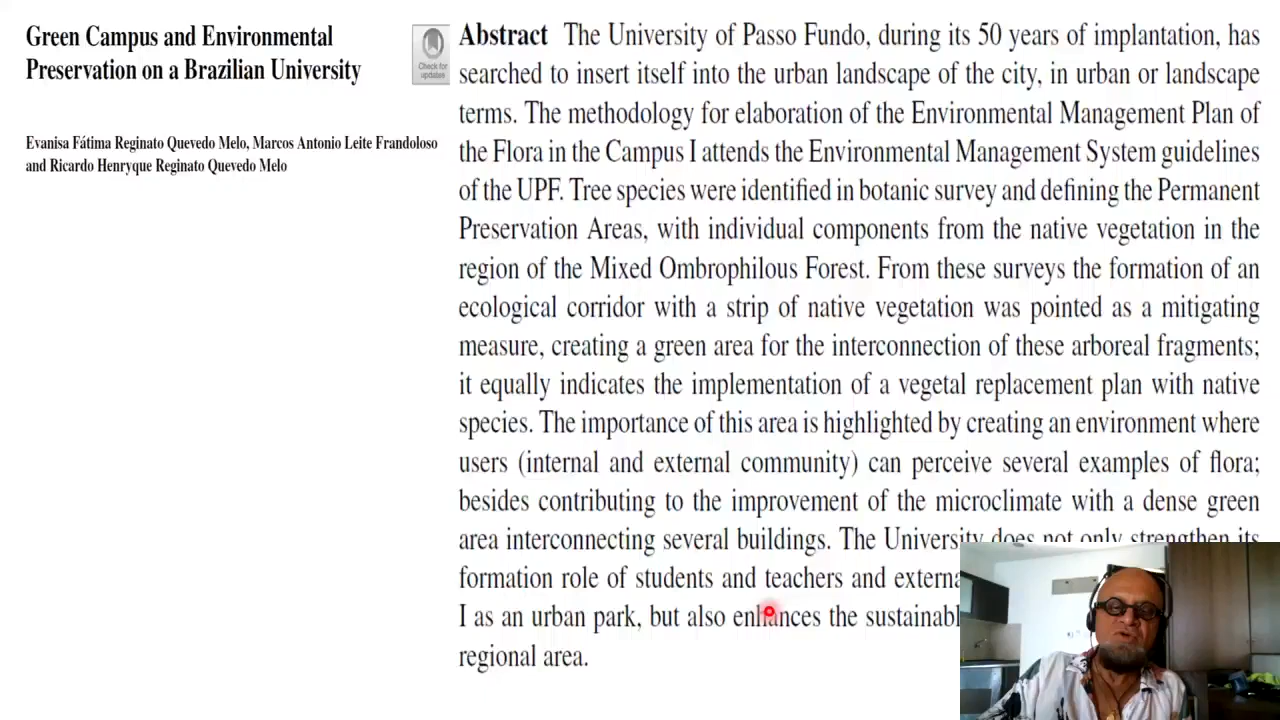 Green Campus and Environmental
Preservation on a Brazilian University
Check for
updates
Evanisa Fátima Reginato Quevedo Melo, Marcos Antonio Leite Frandoloso
and Ricardo Henryque Reginato Quevedo Melo
Abstract The University of Passo Fundo, during its 50 years of implantation, has
searched to insert itself into the urban landscape of the city, in urban or landscape
terms. The methodology for elaboration of the Environmental Management Plan of
the Flora in the Campus I attends the Environmental Management System guidelines
of the UPF. Tree species were identified in botanic survey and defining the Permanent
Preservation Areas, with individual components from the native vegetation in the
region of the Mixed Ombrophilous Forest. From these surveys the formation of an
ecological corridor with a strip of native vegetation was pointed as a mitigating
measure, creating a green area for the interconnection of these arboreal fragments;
it equally indicates the implementation of a vegetal replacement plan with native
species. The importance of this area is highlighted by creating an environment where
users (internal and external community) can perceive several examples of flora;
besides contributing to the improvement of the microclimate with a dense green
area interconnecting several buildings. The University does not only strengthen its
formation role of students and teachers and externa
I as an urban park, but also enhances the sustainabl
regional area.